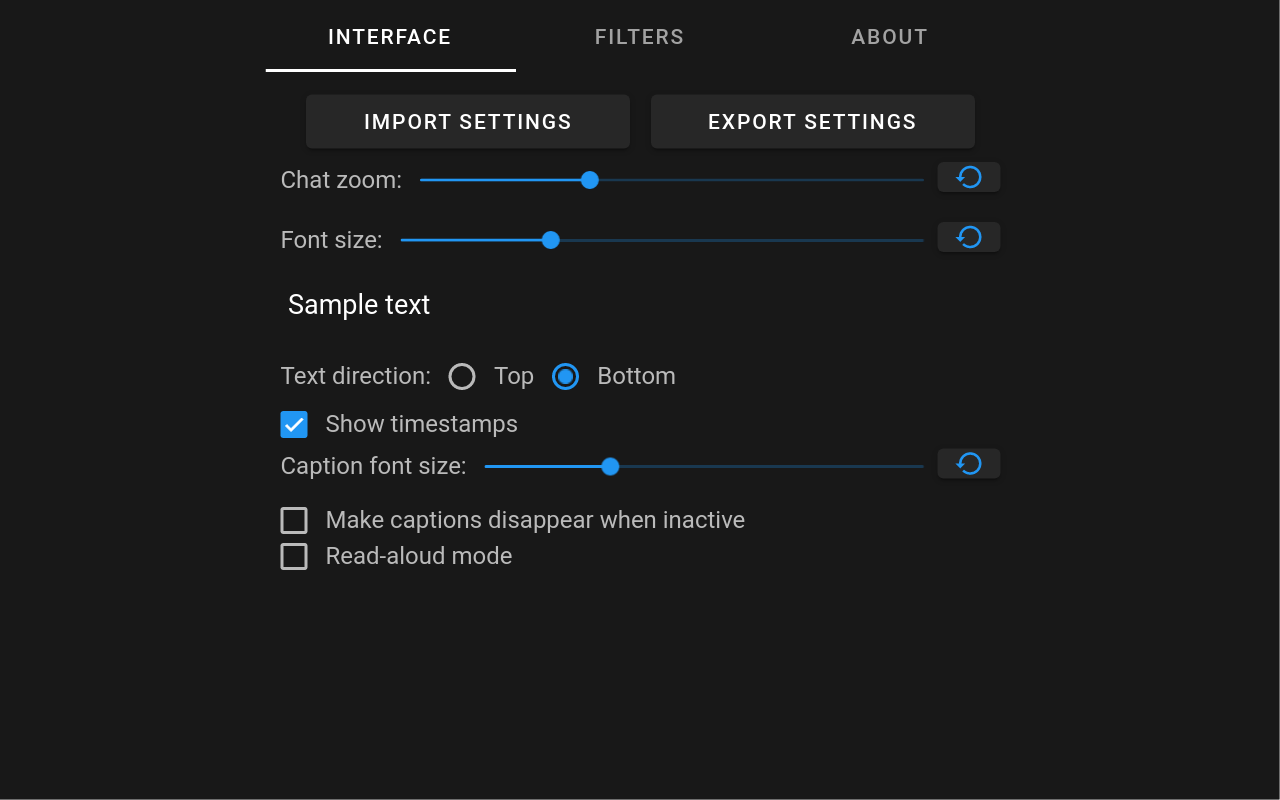 INTERFACE FILTERS ABOUT
IMPORT SETTINGS EXPORT SETTINGS
Chat zoom:
Font size:
Sample text
Text direction: Top Bottom
Show timestamps
Caption font size:
Make captions disappear when inactive
Read-aloud mode